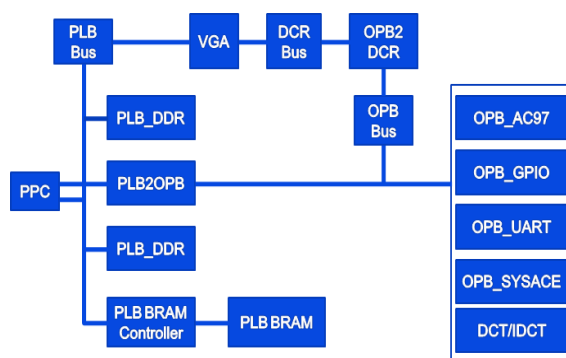 PLB
Bus
VGA
DCR
Bus
OPB2
DCR
PLB_DDR
OPB
Bus
OPB_AC97
PPC
PLB2OPB
OPB_GPIO
OPB_UART
PLB_DDR
OPB_SYSACE
PLB BRAM
Controller
PLB BRAM
DCT/IDCT